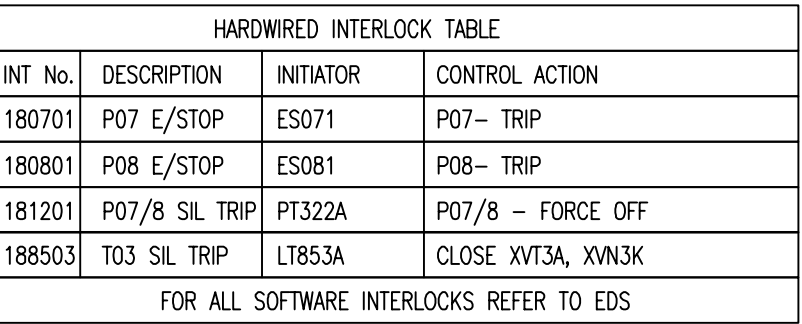 HARDWIRED INTERLOCK TABLE
INT No. DESCRIPTION INITIATOR CONTROL ACTION
180701 P07 E/STOP ES071 P07– TRIP
180801 P08 E/STOP ES081 P08– TRIP
181201 P07/8 SIL TRIP PT322A P07/8 – FORCE OFF
188503 T03 SIL TRIP LT853A CLOSE XVT3A, XVN3K
FOR ALL SOFTWARE INTERLOCKS REFER TO EDS